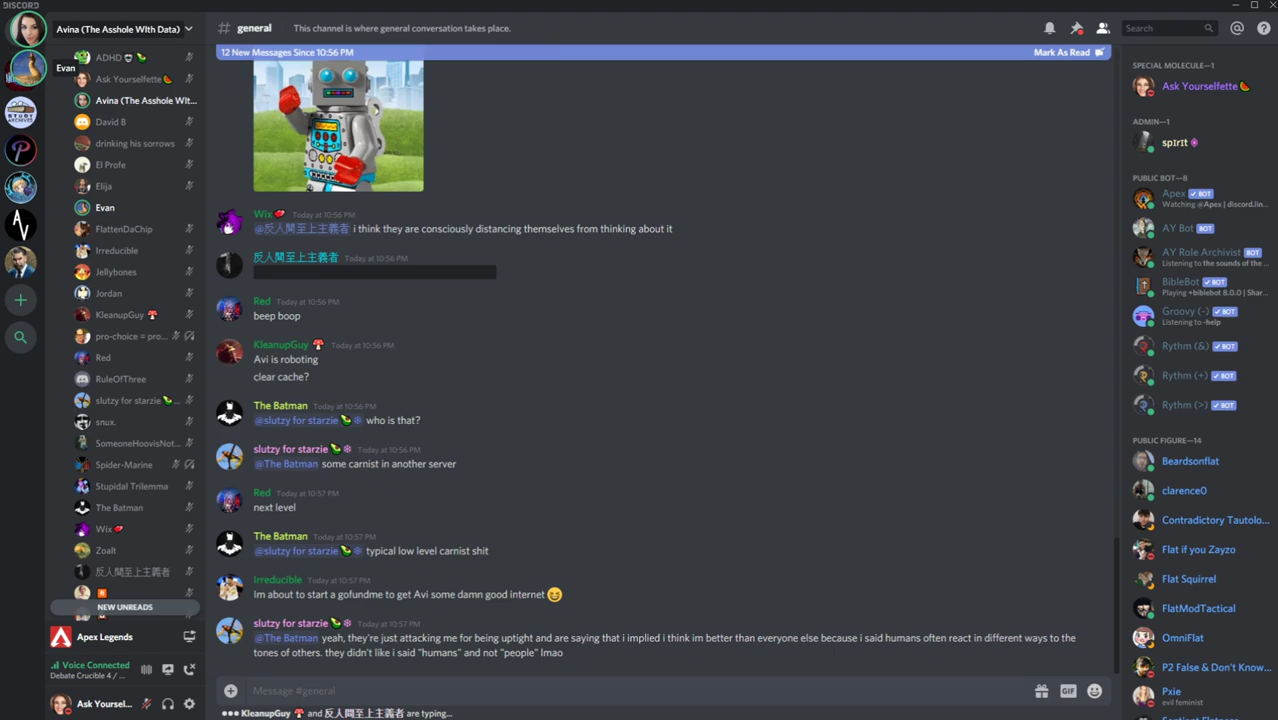 DISCORD
Avina (The Asshole WIth Data)
Evan
ADHD
Ask Yourselfette
Avina (The Asshole WIt...
David B
drinking his sorrows
El Profe
Elija
Evan
FlattenDaChip
Irreducible
Jellybones
Jordan
KleanupGuy
pro-choice = pro...
Red
RuleOfThree
slutzy for starzie
snux.
SomeoneHoovisNot...
Spider-Marine
Stupidal Trilemma
The Batman
Wix
Zoalt
反人間至上主義者
NEW UNREADS
Apex Legends
Voice Connected
Debate Crucible 4 / ...
Ask Yoursel...
# general
This channel is where general conversation takes place.
Search
12 New Messages Since 10:56 PM
Mark As Read
Wix Today at 10:56 PM
@反人間至上主義者 i think they are consciously distancing themselves from thinking about it
反人間至上主義者 Today at 10:56 PM
Red Today at 10:56 PM
beep boop
KleanupGuy Today at 10:56 PM
Avi is roboting
clear cache?
The Batman Today at 10:56 PM
@slutzy for starzie who is that?
slutzy for starzie Today at 10:56 PM
@The Batman some carnist in another server
Red Today at 10:57 PM
next level
The Batman Today at 10:57 PM
@slutzy for starzie typical low level carnist shit
Irreducible Today at 10:57 PM
Im about to start a gofundme to get Avi some damn good internet
slutzy for starzie Today at 10:57 PM
@The Batman yeah, they're just attacking me for being uptight and are saying that i implied i think im better than everyone else because i said humans often react in different ways to the
tones of others. they didn't like i said "humans" and not "people" lmao
Message #general
GIF
KleanupGuy and 反人間至上主義者 are typing...
SPECIAL MOLECULE—1
Ask Yourselfette
ADMIN—1
sp1r1t
PUBLIC BOT—8
Apex BOT
Watching @Apex | discord.lin...
AY Bot BOT
AY Role Archivist BOT
Listening to the sounds of the...
BibleBot BOT
Playing +biblebot 8.0.0 | Shar...
Groovy (-) BOT
Listening to -help
Rythm (&) BOT
Rythm (+) BOT
Rythm (>) BOT
PUBLIC FIGURE—14
Beardsonflat
clarence0
Contradictory Tautolo...
Flat if you Zayzo
Flat Squirrel
FlatModTactical
OmniFlat
P2 False & Don't Know...
Pxie
evil feminist